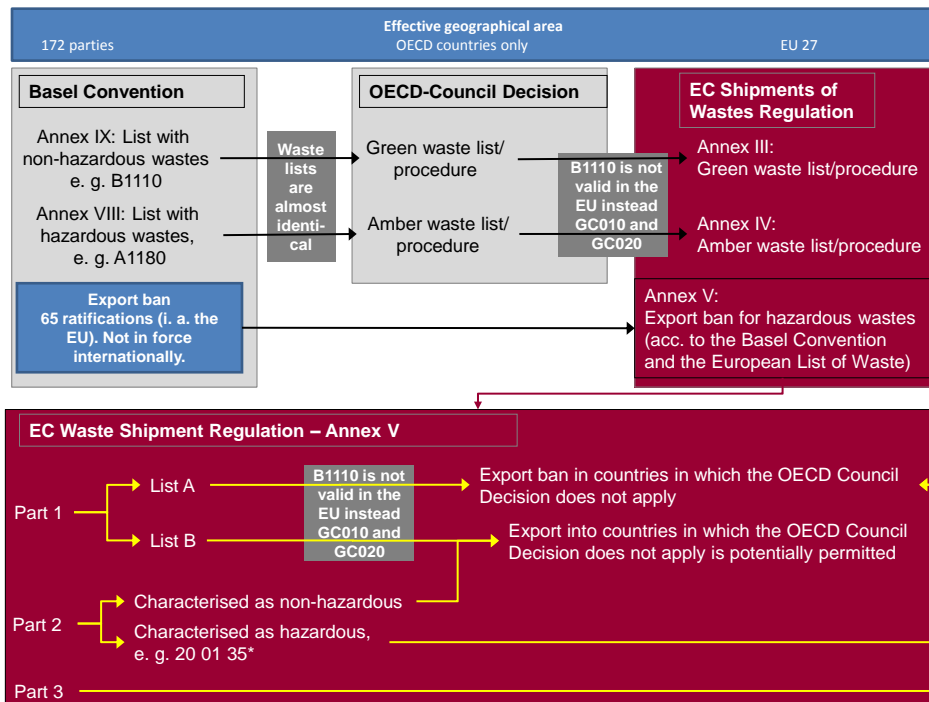 Effective geographical area
172 parties
OECD countries only
EU 27
Basel Convention
Annex IX: List with
non-hazardous wastes
e. g. B1110
Annex VIII: List with
hazardous wastes,
e. g. A1180
Export ban
65 ratifications (i. a. the
EU). Not in force
internationally.
Waste
lists
are
almost
identi-
cal
OECD-Council Decision
Green waste list/
procedure
Amber waste list/
procedure
B1110 is not
valid in the
EU instead
GC010 and
GC020
EC Shipments of
Wastes Regulation
Annex III:
Green waste list/procedure
Annex IV:
Amber waste list/procedure
Annex V:
Export ban for hazardous wastes
(acc. to the Basel Convention
and the European List of Waste)
EC Waste Shipment Regulation – Annex V
Part 1
List A
List B
B1110 is not
valid in the
EU instead
GC010 and
GC020
Export ban in countries in which the OECD Council
Decision does not apply
Export into countries in which the OECD Council
Decision does not apply is potentially permitted
Part 2
Characterised as non-hazardous
Characterised as hazardous,
e. g. 20 01 35*
Part 3